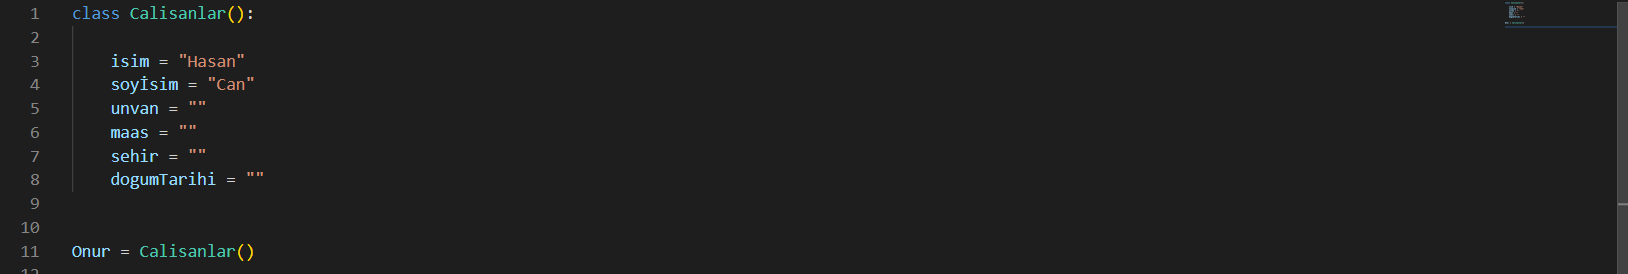 1 class Calisanlar():
2
3 isim = "Hasan"
4 soyİsim = "Can"
5 unvan = ""
6 maas = ""
7 sehir = ""
8 dogumTarihi = ""
9
10
11 Onur = Calisanlar()